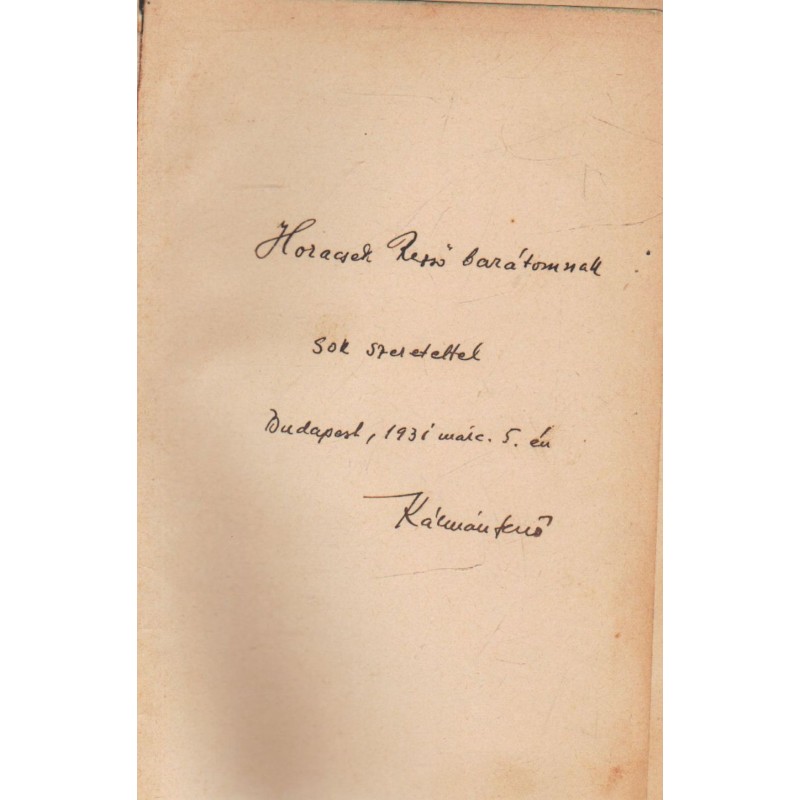 Horacsek Rezső barátomnak
sok szeretettel
Budapest, 1931 márc. 5. én
Kálmán Jenő